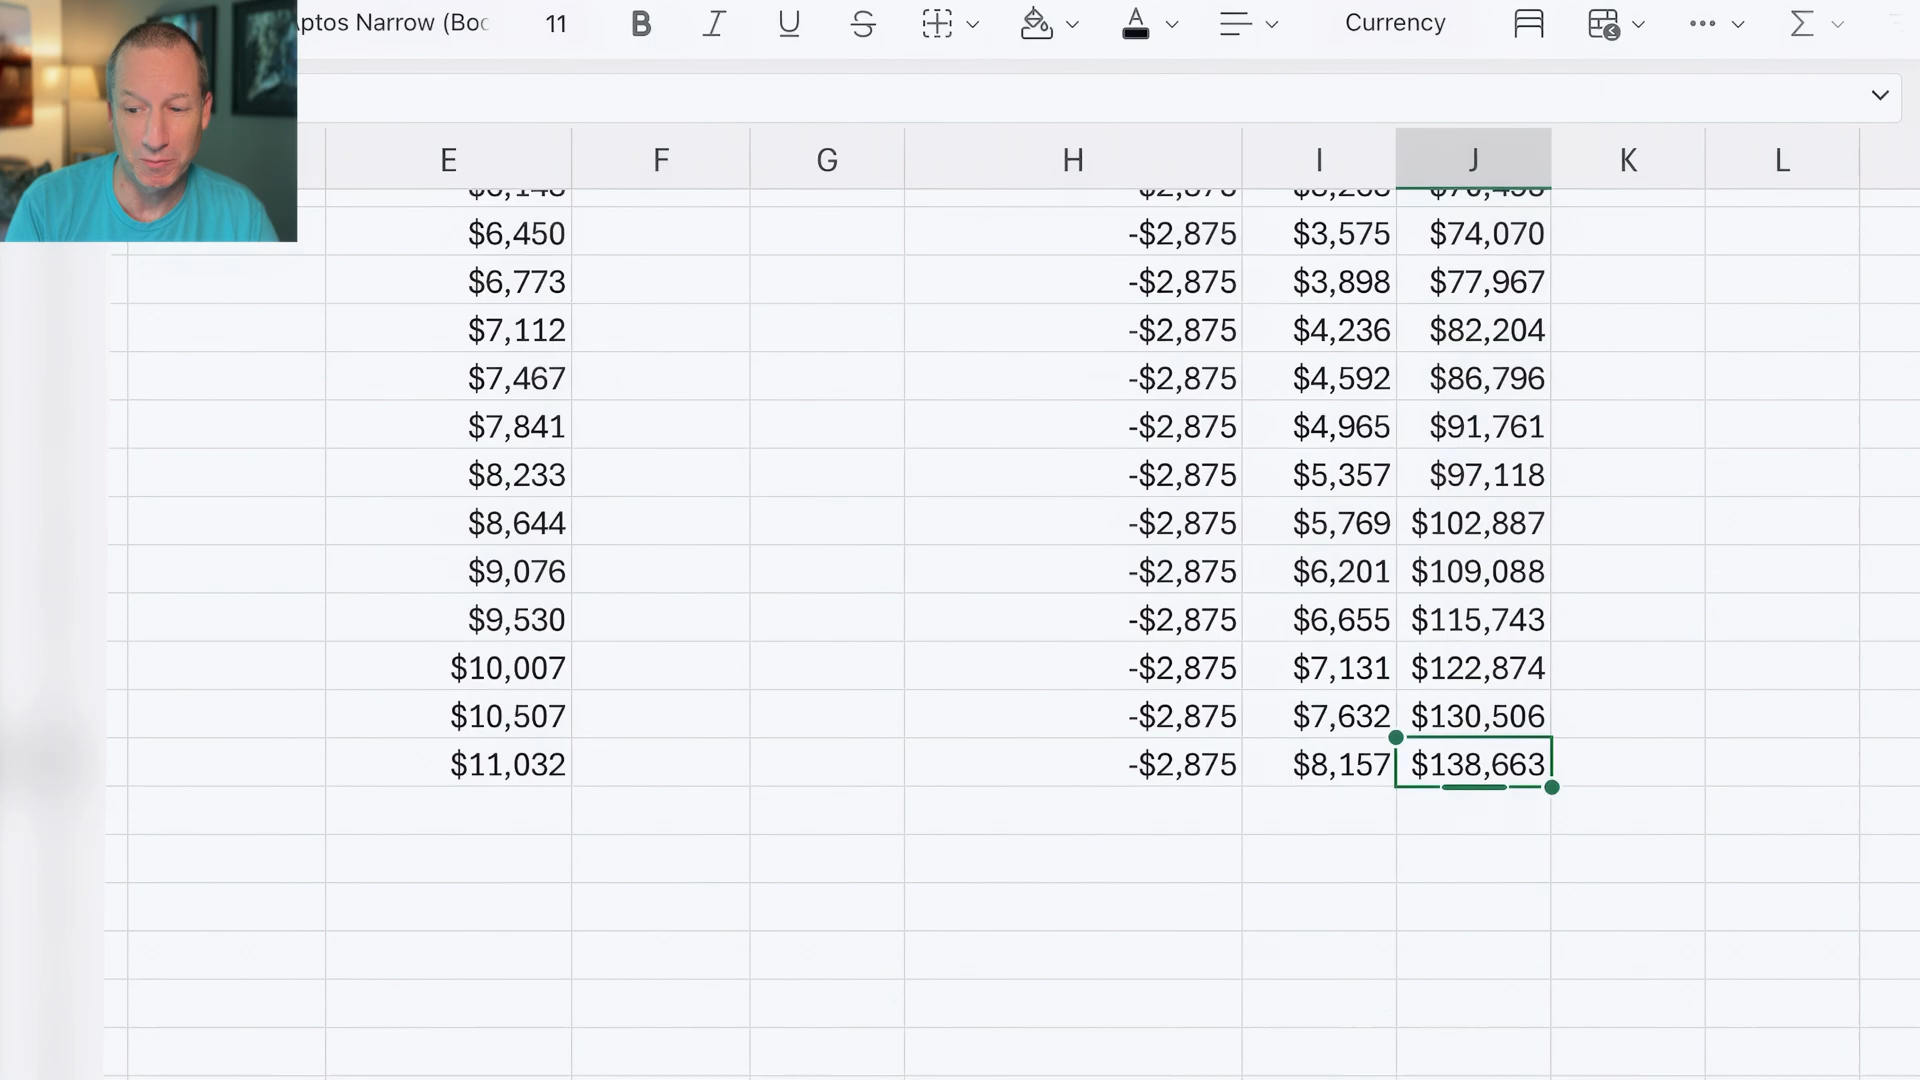 ptos Narrow (Boo 11 B I U S A Currency Σ
E F G H I J K L
$6,450 -$2,875 $3,575 $74,070
$6,773 -$2,875 $3,898 $77,967
$7,112 -$2,875 $4,236 $82,204
$7,467 -$2,875 $4,592 $86,796
$7,841 -$2,875 $4,965 $91,761
$8,233 -$2,875 $5,357 $97,118
$8,644 -$2,875 $5,769 $102,887
$9,076 -$2,875 $6,201 $109,088
$9,530 -$2,875 $6,655 $115,743
$10,007 -$2,875 $7,131 $122,874
$10,507 -$2,875 $7,632 $130,506
$11,032 -$2,875 $8,157 $138,663